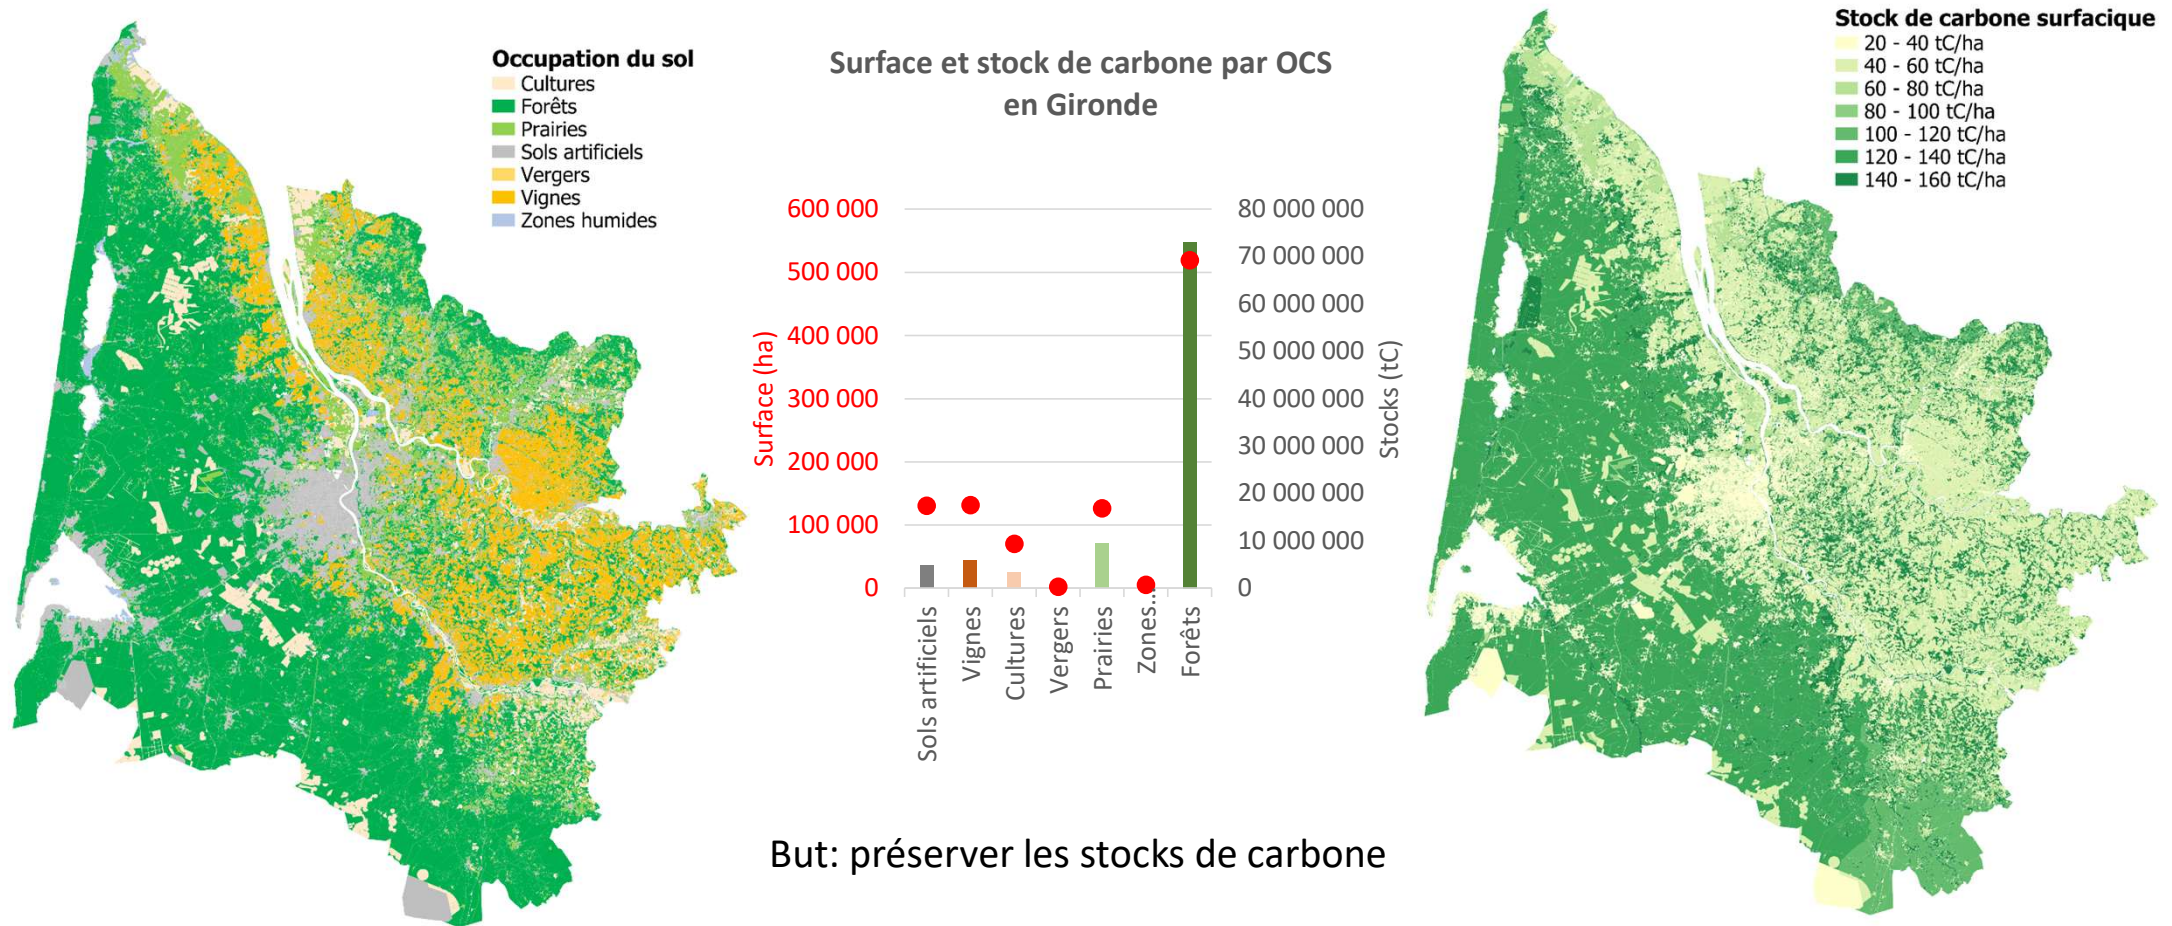 Occupation du sol
Cultures
Forêts
Prairies
Sols artificiels
Vergers
Vignes
Zones humides
Surface et stock de carbone par OCS
en Gironde
Surface (ha)
600 000
500 000
400 000
300 000
200 000
100 000
0
80 000 000
70 000 000
60 000 000
50 000 000
40 000 000
30 000 000
20 000 000
10 000 000
0
Stocks (tC)
Sols artificiels
Vignes
Cultures
Vergers
Prairies
Zones...
Forêts
Stock de carbone surfacique
20 - 40 tC/ha
40 - 60 tC/ha
60 - 80 tC/ha
80 - 100 tC/ha
100 - 120 tC/ha
120 - 140 tC/ha
140 - 160 tC/ha
But: préserver les stocks de carbone